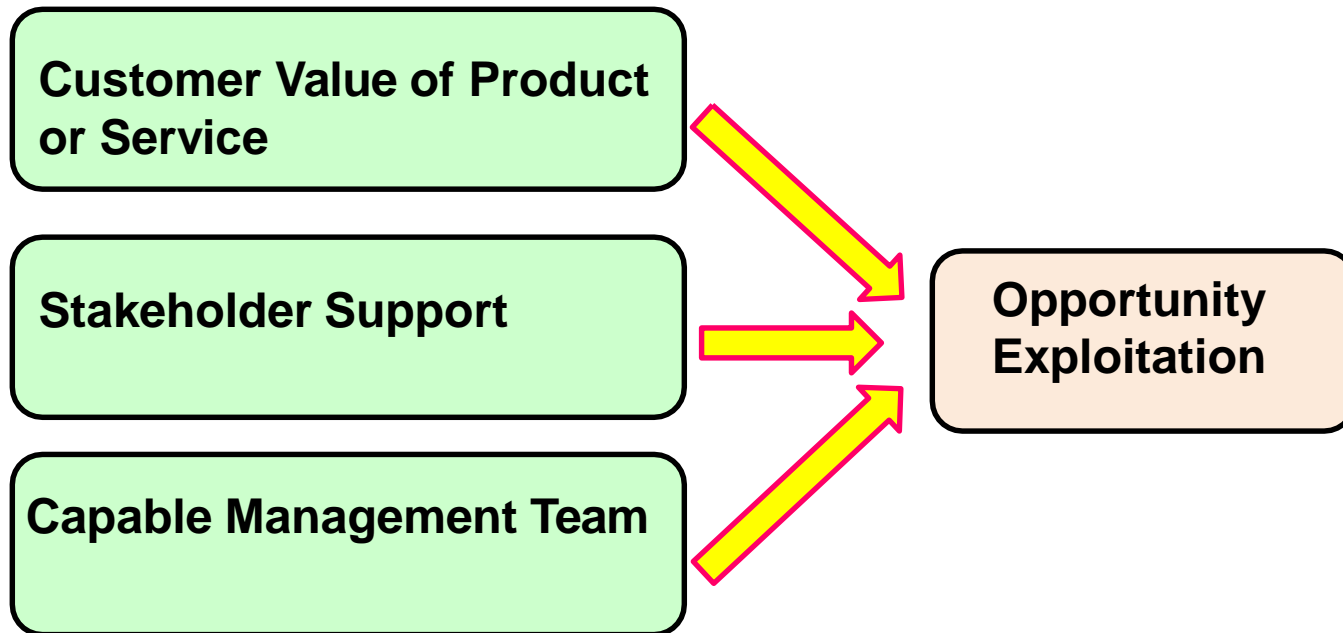 Customer Value of Product
or Service
Stakeholder Support
Capable Management Team
Opportunity
Exploitation